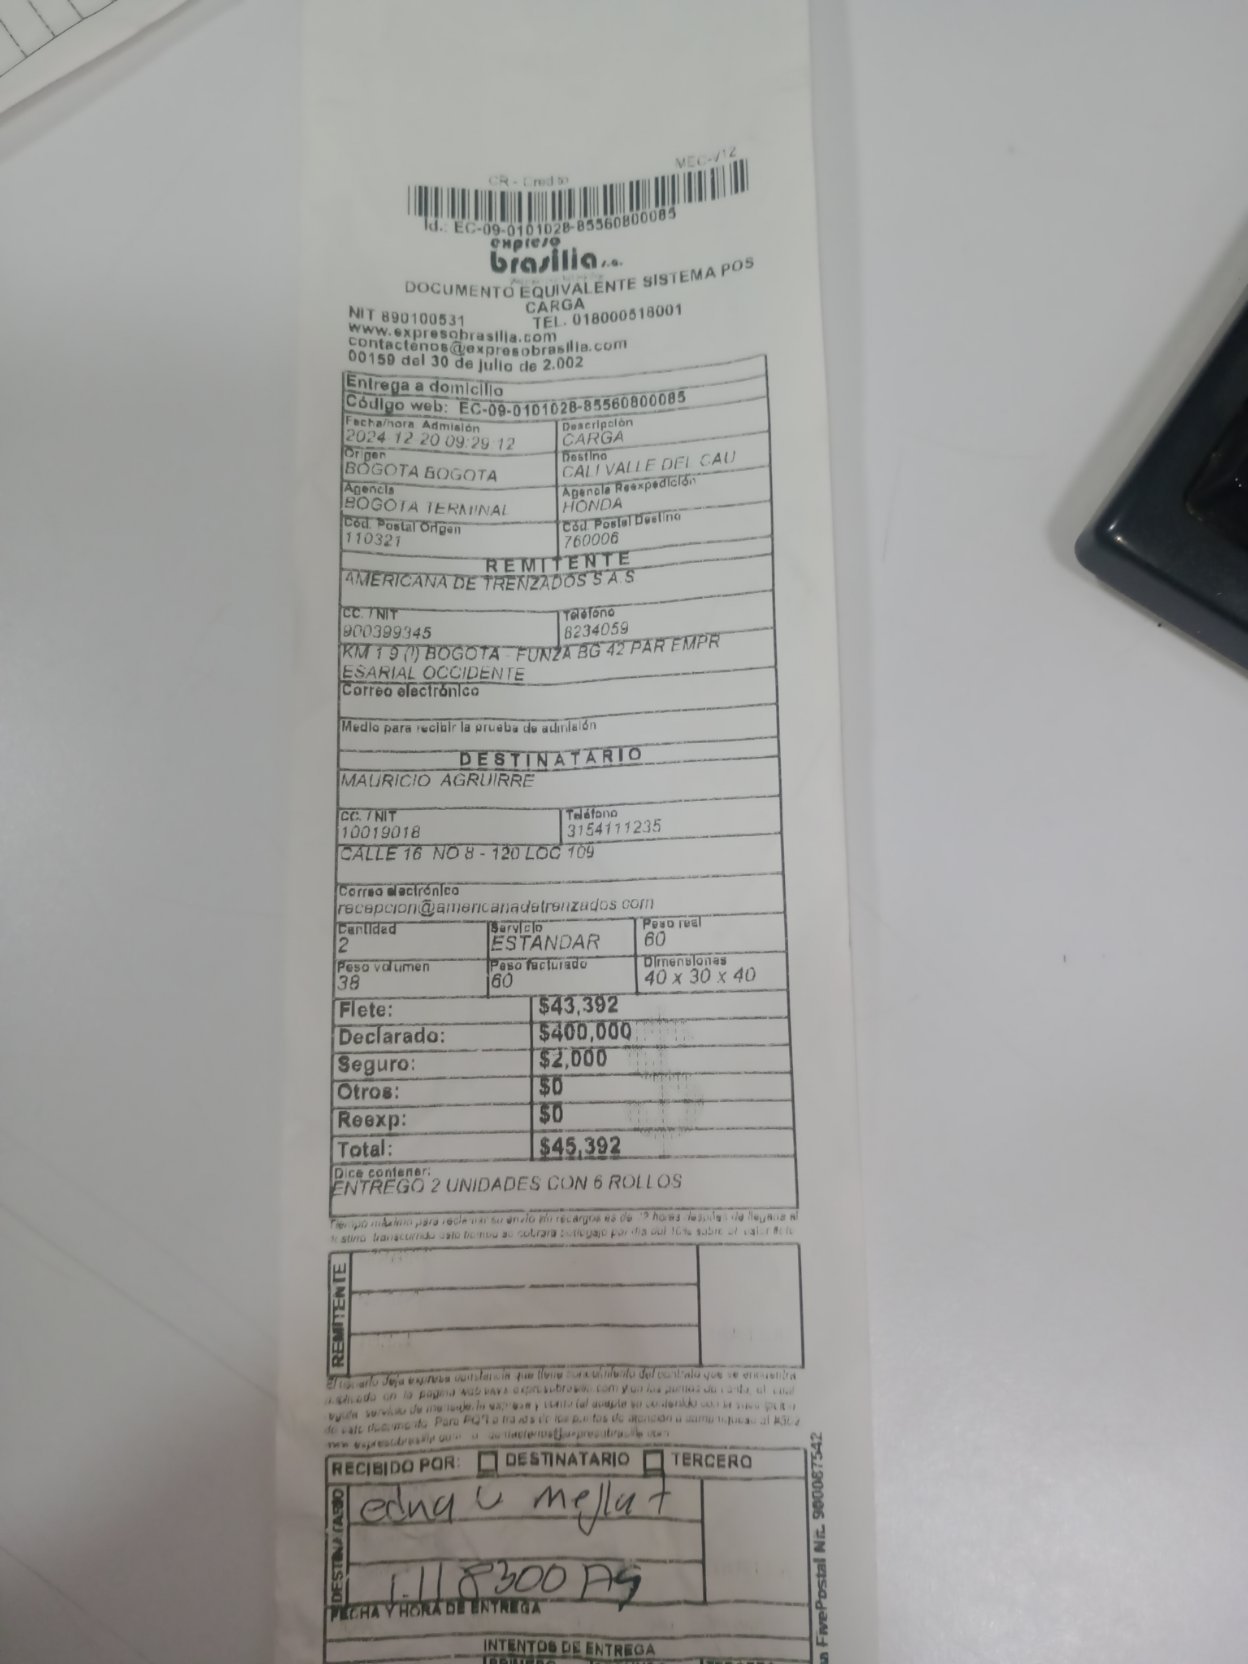 MEC-V12
CR - Credito
Id.: EC-09-0101028-85560800085
expreso
brasilia s.a.
DOCUMENTO EQUIVALENTE SISTEMA POS
CARGA
NIT 890100531 TEL. 018000518001
www.expresobrasilia.com
contactenos@expresobrasilia.com
00159 del 30 de julio de 2.002
Entrega a domicilio
Código web: EC-09-0101028-85560800085
Fecha/hora Admisión Descripción
2024 12 20 09:29:12 CARGA
Origen Destino
BOGOTA BOGOTA CALI VALLE DEL CAU
Agencia Agencia Reexpedición
BOGOTA TERMINAL HONDA
Cód. Postal Origen Cód. Postal Destino
110321 760006
REMITENTE
AMERICANA DE TRENZADOS S A S
CC. / NIT Teléfono
900399345 8234059
KM 1 9 (') BOGOTA - FUNZA BG 42 PAR EMPR
ESARIAL OCCIDENTE
Correo electrónico
Medio para recibir la prueba de admisión
DESTINATARIO
MAURICIO AGRUIRRE
CC. / NIT Teléfono
10019018 3154111235
CALLE 16 NO 8 - 120 LOC 109
Correo electrónico
recepcion@americanadetrenzados com
Cantidad Servicio Peso real
2 ESTANDAR 60
Peso volumen Peso facturado Dimensiones
38 60 40 x 30 x 40
Flete: $43,392
Declarado: $400,000
Seguro: $2,000
Otros: $0
Reexp: $0
Total: $45,392
Dice contener:
ENTREGO 2 UNIDADES CON 6 ROLLOS
REMITENTE
RECIBIDO POR: DESTINATARIO TERCERO
DESTINATARIO
edna
1.118300
FECHA Y HORA DE ENTREGA
INTENTOS DE ENTREGA
FivePostal Nit. 900087542